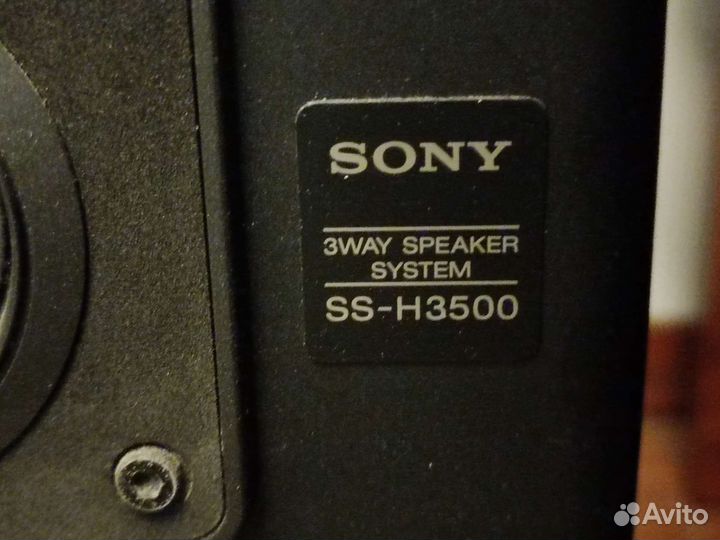 SONY
3WAY SPEAKER
SYSTEM
SS-H3500
Avito